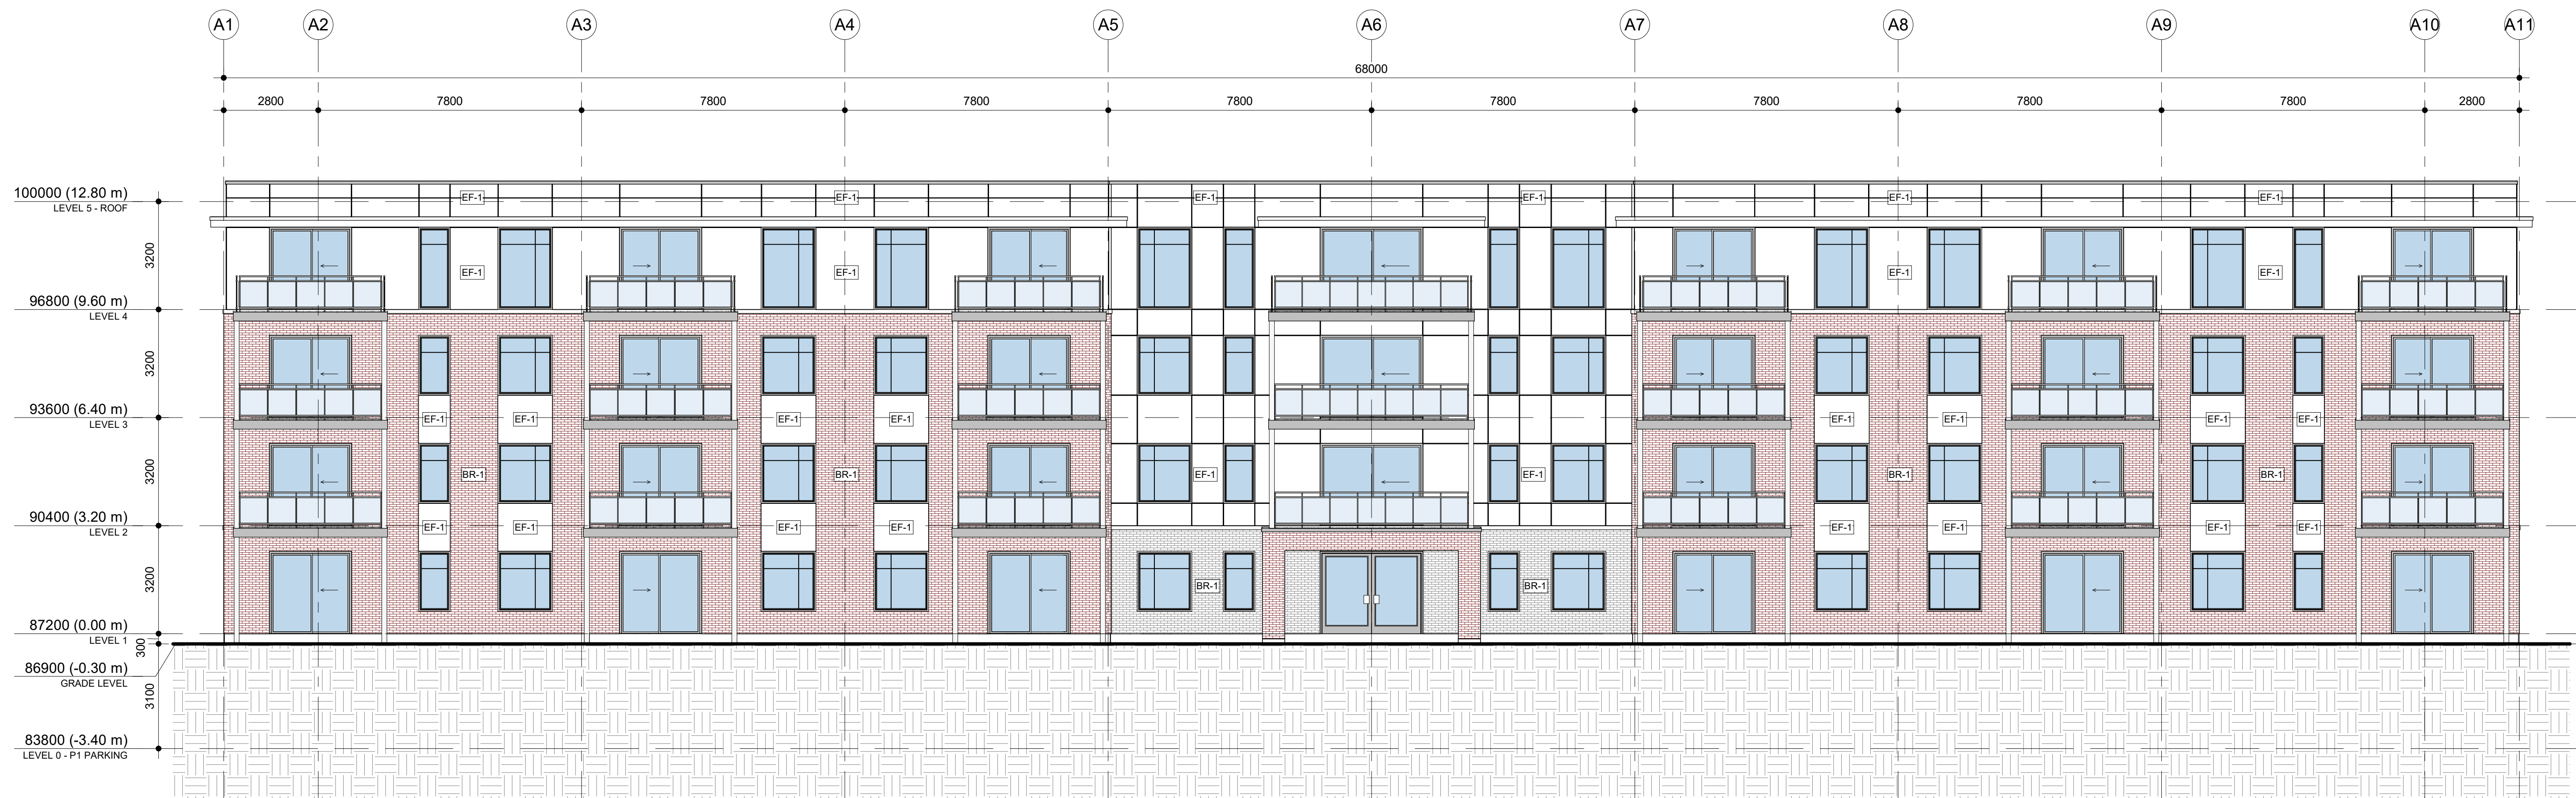 A1 A2 A3 A4 A5 A6 A7 A8 A9 A10 A11
68000
2800 7800 7800 7800 7800 7800 7800 7800 7800 2800
100000 (12.80 m)
LEVEL 5 - ROOF
EF-1 EF-1 EF-1 EF-1 EF-1 EF-1
3200
EF-1 EF-1 EF-1 EF-1
96800 (9.60 m)
LEVEL 4
3200
93600 (6.40 m)
LEVEL 3
EF-1 EF-1 EF-1 EF-1 EF-1 EF-1 EF-1 EF-1
3200
BR-1 BR-1 EF-1 EF-1 BR-1 BR-1
90400 (3.20 m)
LEVEL 2
EF-1 EF-1 EF-1 EF-1 EF-1 EF-1 EF-1 EF-1
3200
BR-1 BR-1
87200 (0.00 m)
LEVEL 1
300
86900 (-0.30 m)
GRADE LEVEL
3100
83800 (-3.40 m)
LEVEL 0 - P1 PARKING